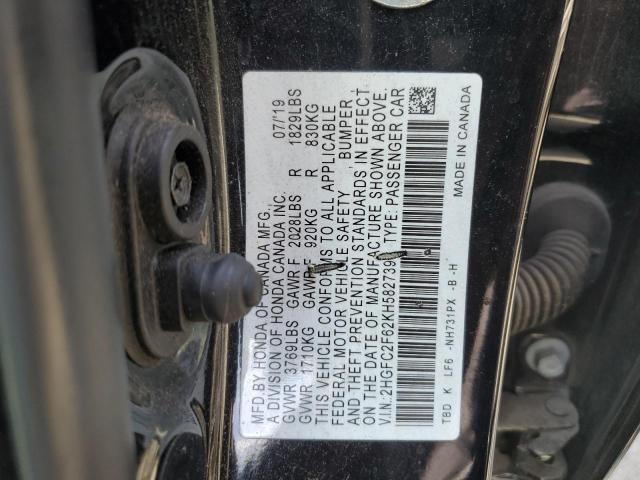 MFD.BY HONDA OF CANADA MFG. 07/'19
A DIVISION OF HONDA CANADA INC.
GVWR 3769LBS GAWR F 2028LBS R 1829LBS
GVWR 1710KG GAWR F 920KG R 830KG
THIS VEHICLE CONFORMS TO ALL APPLICABLE
FEDERAL MOTOR VEHICLE SAFETY , BUMPER ,
AND THEFT PREVENTION STANDARDS IN EFFECT
ON THE DATE OF MANUFACTURE SHOWN ABOVE.
V.I.N: 2HGFC2F62KH582739 TYPE: PASSENGER CAR
TBD K LF6 -NH731PX -B -H MADE IN CANADA